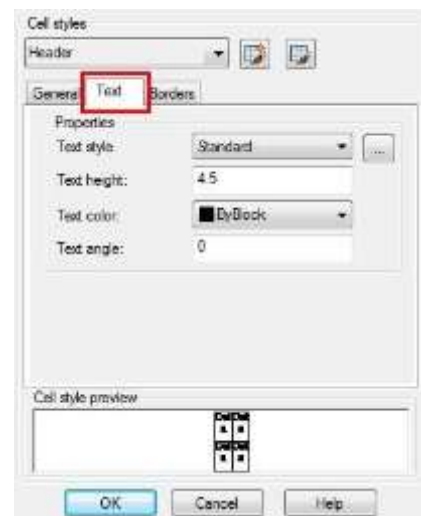 Cell styles
Header
General Text Borders
Properties
Text style Standard ...
Text height: 4.5
Text color: ByBlock
Text angle: 0
Cell style preview
OK Cancel Help